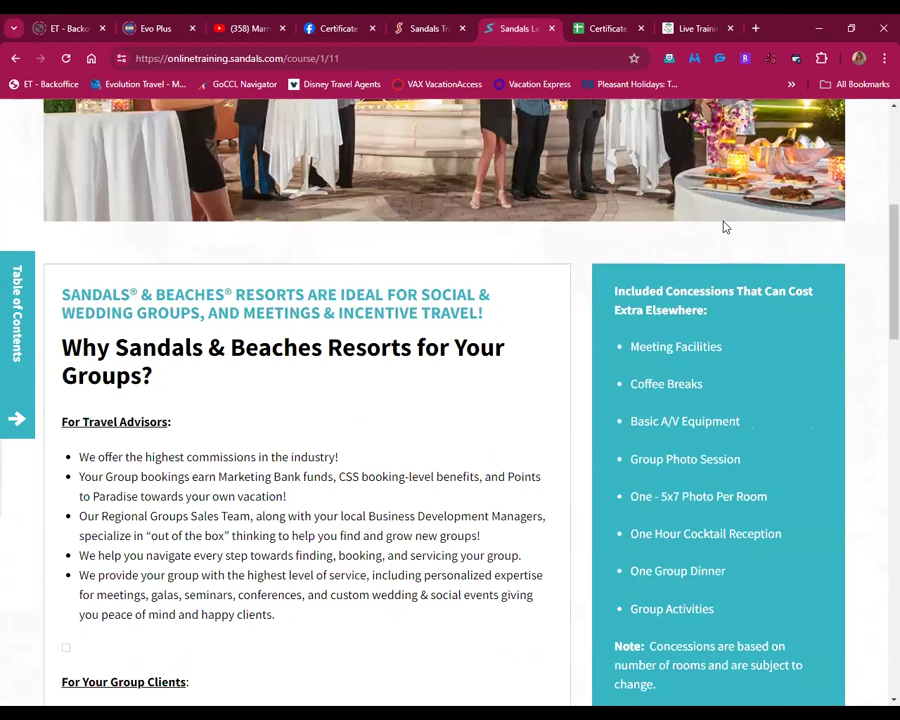 ET - Backo
Evo Plus
(358) Marr
Certificate
Sandals Tr
Sandals Le
Certificate
Live Trainin
https://onlinetraining.sandals.com/course/1/11
ET - Backoffice
Evolution Travel - M...
GoCCL Navigator
Disney Travel Agents
VAX VacationAccess
Vacation Express
Pleasant Holidays: T...
All Bookmarks
Table of Contents
SANDALS® & BEACHES® RESORTS ARE IDEAL FOR SOCIAL &
WEDDING GROUPS, AND MEETINGS & INCENTIVE TRAVEL!
Why Sandals & Beaches Resorts for Your
Groups?
For Travel Advisors:
• We offer the highest commissions in the industry!
• Your Group bookings earn Marketing Bank funds, CSS booking-level benefits, and Points
to Paradise towards your own vacation!
• Our Regional Groups Sales Team, along with your local Business Development Managers,
specialize in “out of the box” thinking to help you find and grow new groups!
• We help you navigate every step towards finding, booking, and servicing your group.
• We provide your group with the highest level of service, including personalized expertise
for meetings, galas, seminars, conferences, and custom wedding & social events giving
you peace of mind and happy clients.
For Your Group Clients:
Included Concessions That Can Cost
Extra Elsewhere:
• Meeting Facilities
• Coffee Breaks
• Basic A/V Equipment
• Group Photo Session
• One - 5x7 Photo Per Room
• One Hour Cocktail Reception
• One Group Dinner
• Group Activities
Note: Concessions are based on
number of rooms and are subject to
change.